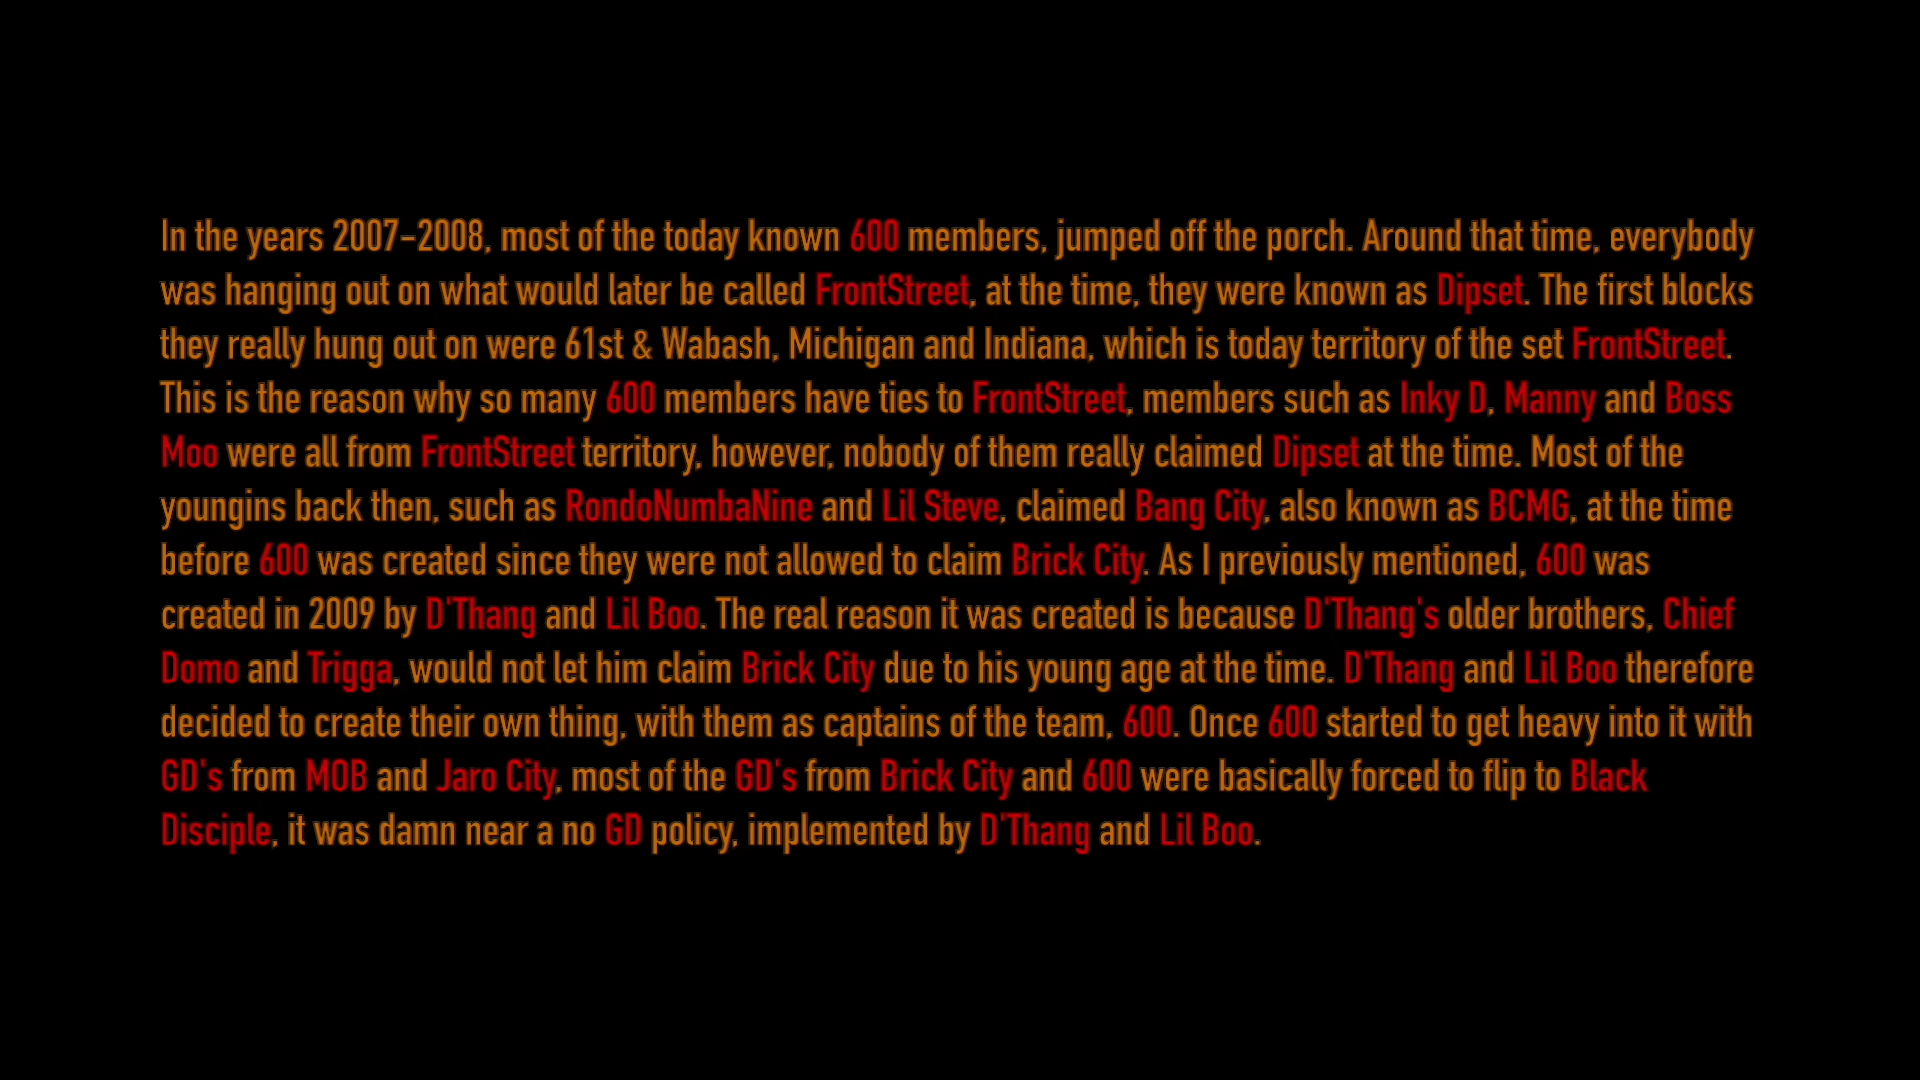 In the years 2007–2008, most of the today known 600 members, jumped off the porch. Around that time, everybody
was hanging out on what would later be called FrontStreet, at the time, they were known as Dipset. The first blocks
they really hung out on were 61st & Wabash, Michigan and Indiana, which is today territory of the set FrontStreet.
This is the reason why so many 600 members have ties to FrontStreet, members such as Inky D, Manny and Boss
Moo were all from FrontStreet territory, however, nobody of them really claimed Dipset at the time. Most of the
youngins back then, such as RondoNumbaNine and Lil Steve, claimed Bang City, also known as BCMG, at the time
before 600 was created since they were not allowed to claim Brick City. As I previously mentioned, 600 was
created in 2009 by D'Thang and Lil Boo. The real reason it was created is because D'Thang's older brothers, Chief
Domo and Trigga, would not let him claim Brick City due to his young age at the time. D'Thang and Lil Boo therefore
decided to create their own thing, with them as captains of the team, 600. Once 600 started to get heavy into it with
GD's from MOB and Jaro City, most of the GD's from Brick City and 600 were basically forced to flip to Black
Disciple, it was damn near a no GD policy, implemented by D'Thang and Lil Boo.